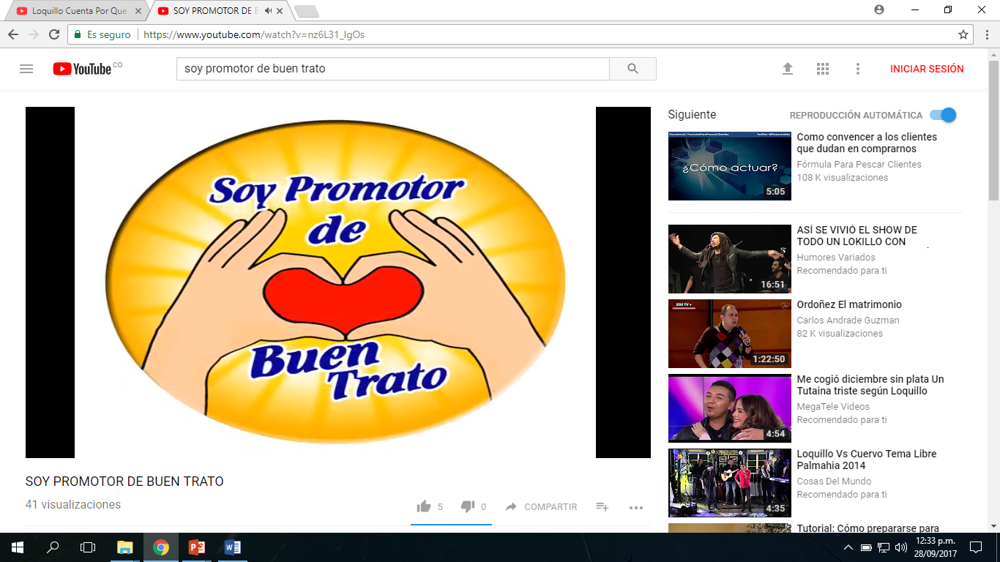 Loquillo Cuenta Por Que
SOY PROMOTOR DE B
Es seguro
https://www.youtube.com/watch?v=nz6L31_lgOs
YouTube CO
soy promotor de buen trato
INICIAR SESIÓN
Soy Promotor
de
Buen
Trato
SOY PROMOTOR DE BUEN TRATO
41 visualizaciones
5
0
COMPARTIR
Siguiente
REPRODUCCIÓN AUTOMÁTICA
Facebook/FormulaParaPescarClientes
¿Cómo actuar?
5:05
Como convencer a los clientes
que dudan en comprarnos
Fórmula Para Pescar Clientes
108 K visualizaciones
16:51
ASÍ SE VIVIÓ EL SHOW DE
TODO UN LOKILLO CON
Humores Variados
Recomendado para ti
1:22:50
Ordoñez El matrimonio
Carlos Andrade Guzman
82 K visualizaciones
4:54
Me cogió diciembre sin plata Un
Tutaina triste según Loquillo
MegaTele Videos
Recomendado para ti
4:35
Loquillo Vs Cuervo Tema Libre
Palmahia 2014
Cosas Del Mundo
Recomendado para ti
Tutorial: Cómo prepararse para
12:33 p.m.
28/09/2017